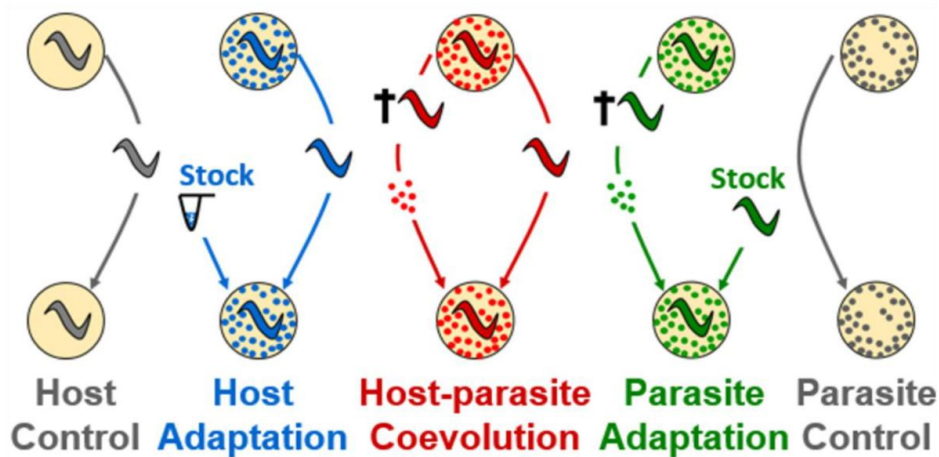 Stock
Stock
Host
Control
Host
Adaptation
Host-parasite
Coevolution
Parasite
Adaptation
Parasite
Control